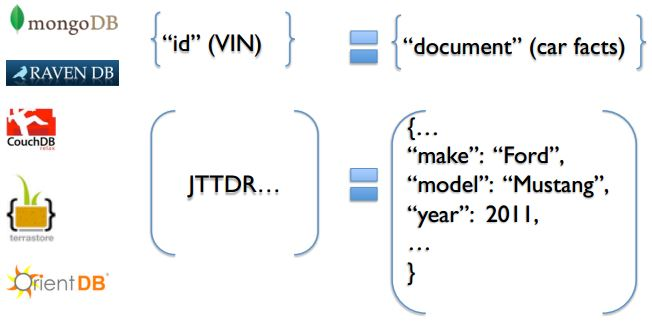 mongoDB
RAVEN DB
CouchDB
relax
terrastore
OrientDB®
“id” (VIN)
“document” (car facts)
JTTDR…
{…
“make”: “Ford”,
“model”: “Mustang”,
“year”: 2011,
…
}